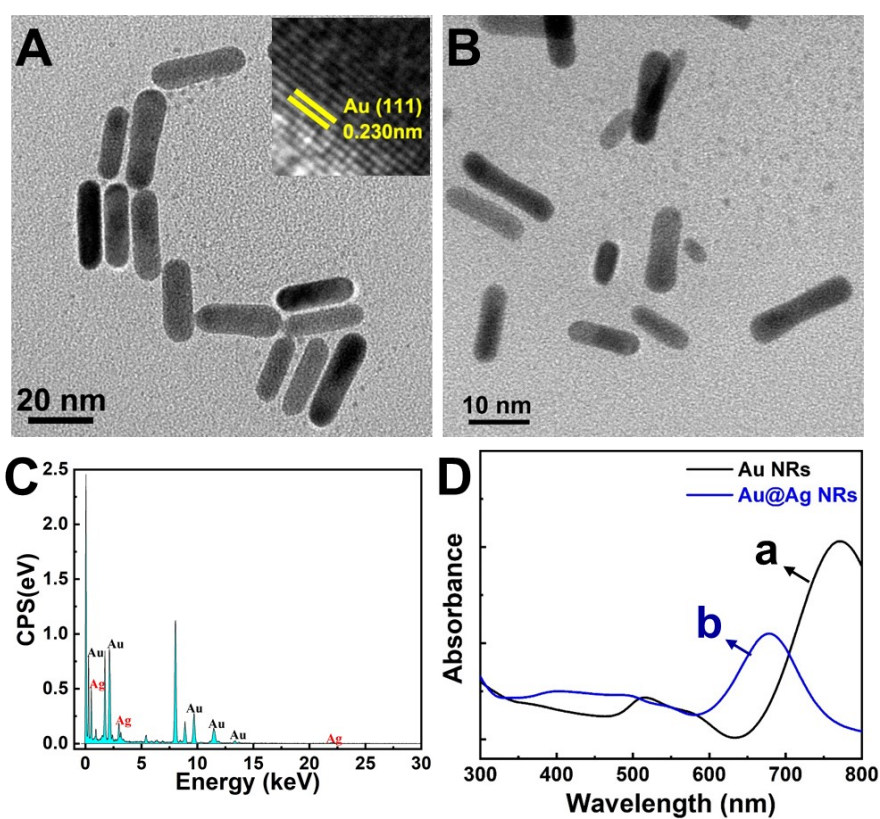 A
Au (111)
0.230nm
20 nm
B
10 nm
C
CPS(eV)
2.5
2.0
1.5
1.0
0.5
0.0
Au
Au
Ag
Ag
Au
Au
Au
Ag
0 5 10 15 20 25 30
Energy (keV)
D
Absorbance
Au NRs
Au@Ag NRs
a
b
300 400 500 600 700 800
Wavelength (nm)